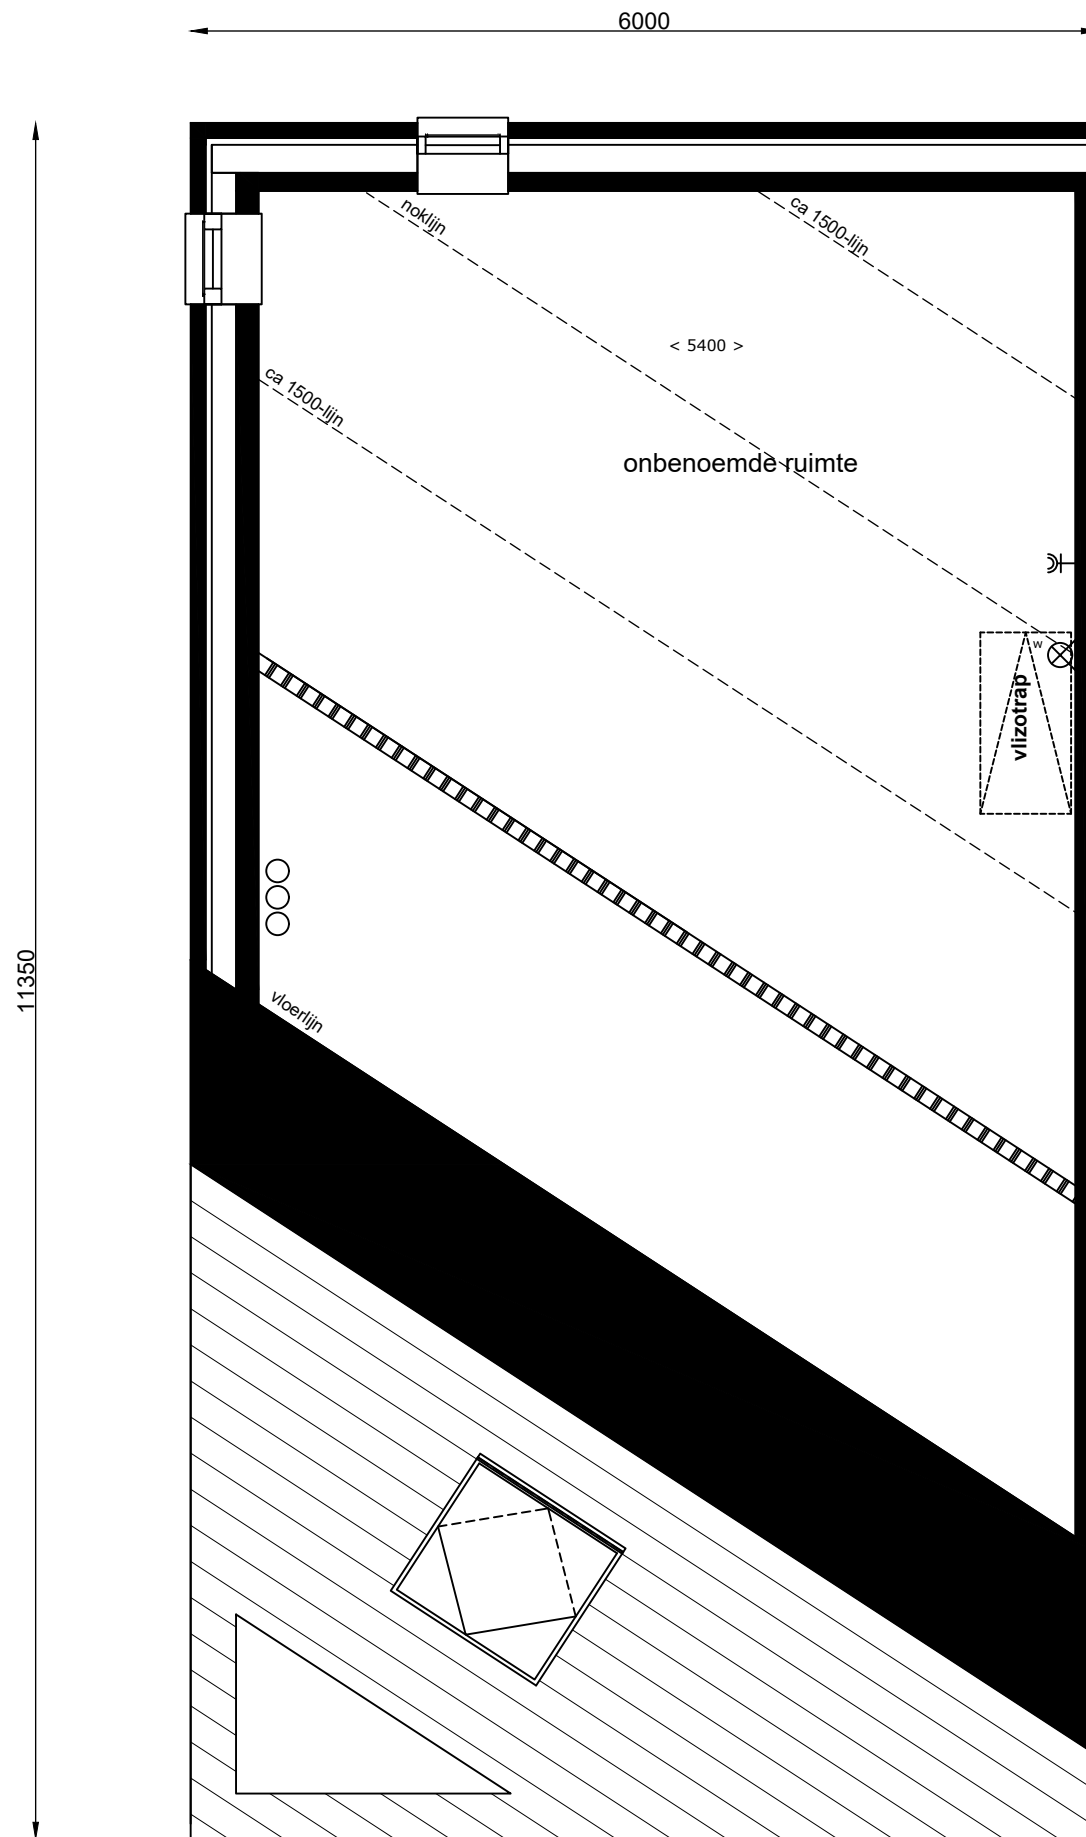 6000
noklijn
ca 1500-lijn
< 5400 >
ca 1500-lijn
onbenoemde ruimte
w
vlizotrap
11350
vloerlijn